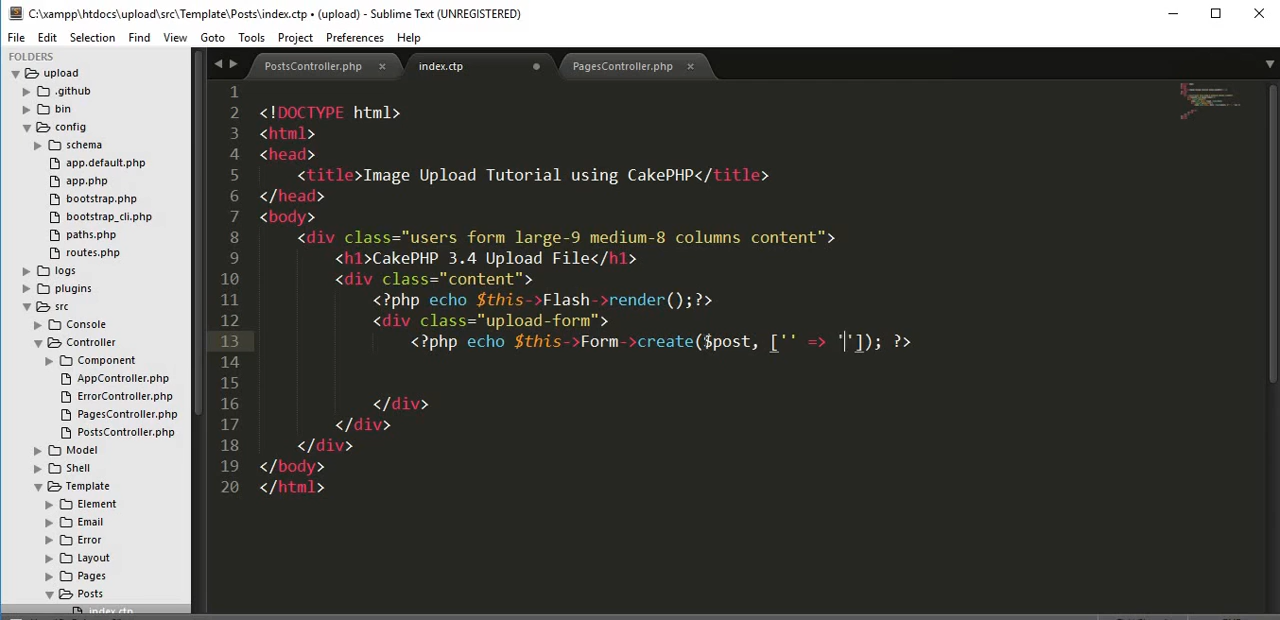 C:\xampp\htdocs\upload\src\Template\Posts\index.ctp • (upload) - Sublime Text (UNREGISTERED)
File Edit Selection Find View Goto Tools Project Preferences Help
FOLDERS
upload
.github
bin
config
schema
app.default.php
app.php
bootstrap.php
bootstrap_cli.php
paths.php
routes.php
logs
plugins
src
Console
Controller
Component
AppController.php
ErrorController.php
PagesController.php
PostsController.php
Model
Shell
Template
Element
Email
Error
Layout
Pages
Posts
index.ctp
PostsController.php × index.ctp • PagesController.php ×
1
2 <!DOCTYPE html>
3 <html>
4 <head>
5 <title>Image Upload Tutorial using CakePHP</title>
6 </head>
7 <body>
8 <div class="users form large-9 medium-8 columns content">
9 <h1>CakePHP 3.4 Upload File</h1>
10 <div class="content">
11 <?php echo $this->Flash->render();?>
12 <div class="upload-form">
13 <?php echo $this->Form->create($post, ['' => '']); ?>
14
15
16 </div>
17 </div>
18 </div>
19 </body>
20 </html>